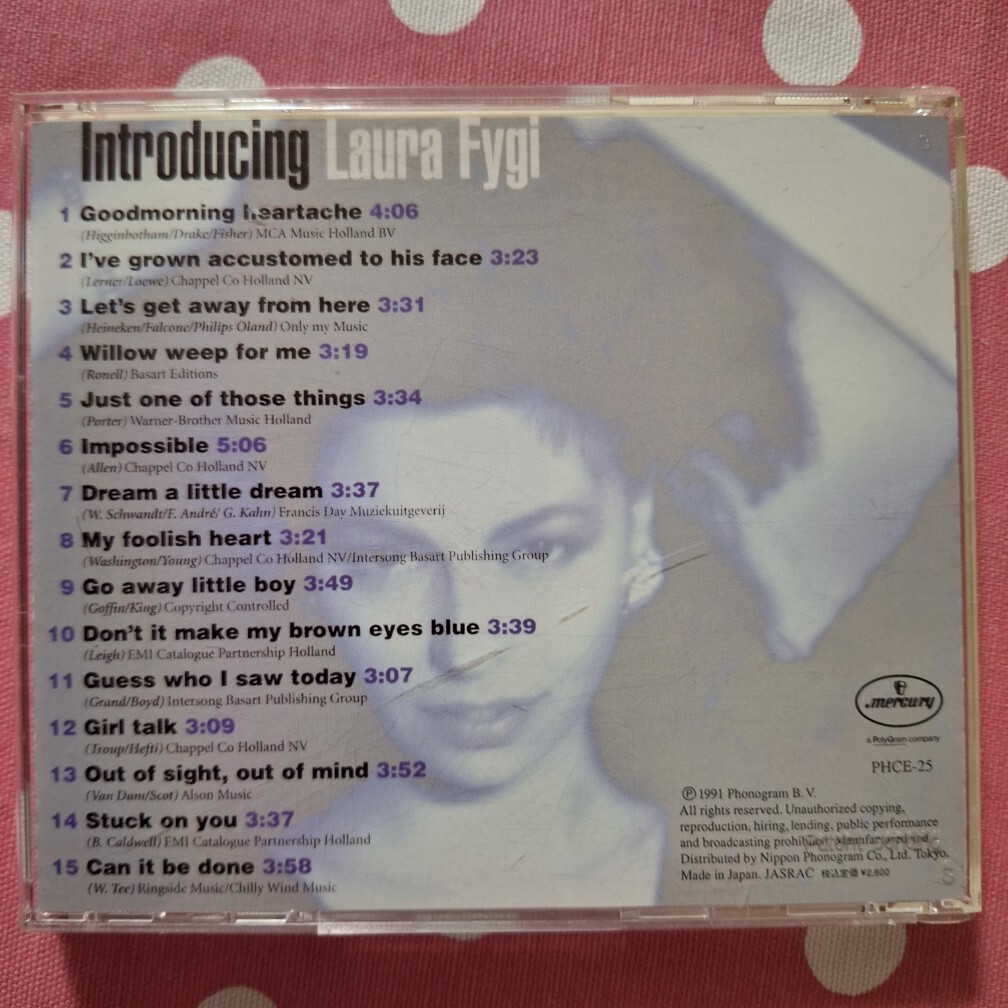 Introducing Laura Fygi
1 Goodmorning heartache 4:06
(Higginbotham/Drake/Fisher) MCA Music Holland BV
2 I've grown accustomed to his face 3:23
(Lerner/Loewe) Chappel Co Holland NV
3 Let's get away from here 3:31
(Heineken/Falcone/Philips Oland) Only my Music
4 Willow weep for me 3:19
(Ronell) Basart Editions
5 Just one of those things 3:34
(Porter) Warner-Brother Music Holland
6 Impossible 5:06
(Allen) Chappel Co Holland NV
7 Dream a little dream 3:37
(W. Schwandt/F. André/ G. Kahn) Francis Day Muziekuitgeverij
8 My foolish heart 3:21
(Washington/Young) Chappel Co Holland NV/Intersong Basart Publishing Group
9 Go away little boy 3:49
(Goffin/King) Copyright Controlled
10 Don't it make my brown eyes blue 3:39
(Leigh) EMI Catalogue Partnership Holland
11 Guess who I saw today 3:07
(Grand/Boyd) Intersong Basart Publishing Group
12 Girl talk 3:09
(Troup/Hefti) Chappel Co Holland NV
13 Out of sight, out of mind 3:52
(Van Dam/Scot) Alson Music
14 Stuck on you 3:37
(B. Caldwell) EMI Catalogue Partnership Holland
15 Can it be done 3:58
(W. Tee) Ringside Music/Chilly Wind Music
mercury
a PolyGram company
PHCE-25
Ⓟ 1991 Phonogram B. V.
All rights reserved. Unauthorized copying,
reproduction, hiring, lending, public performance
and broadcasting prohibited. Manufactured and
Distributed by Nippon Phonogram Co., Ltd. Tokyo.
Made in Japan. JASRAC 税込定価 ¥2,800